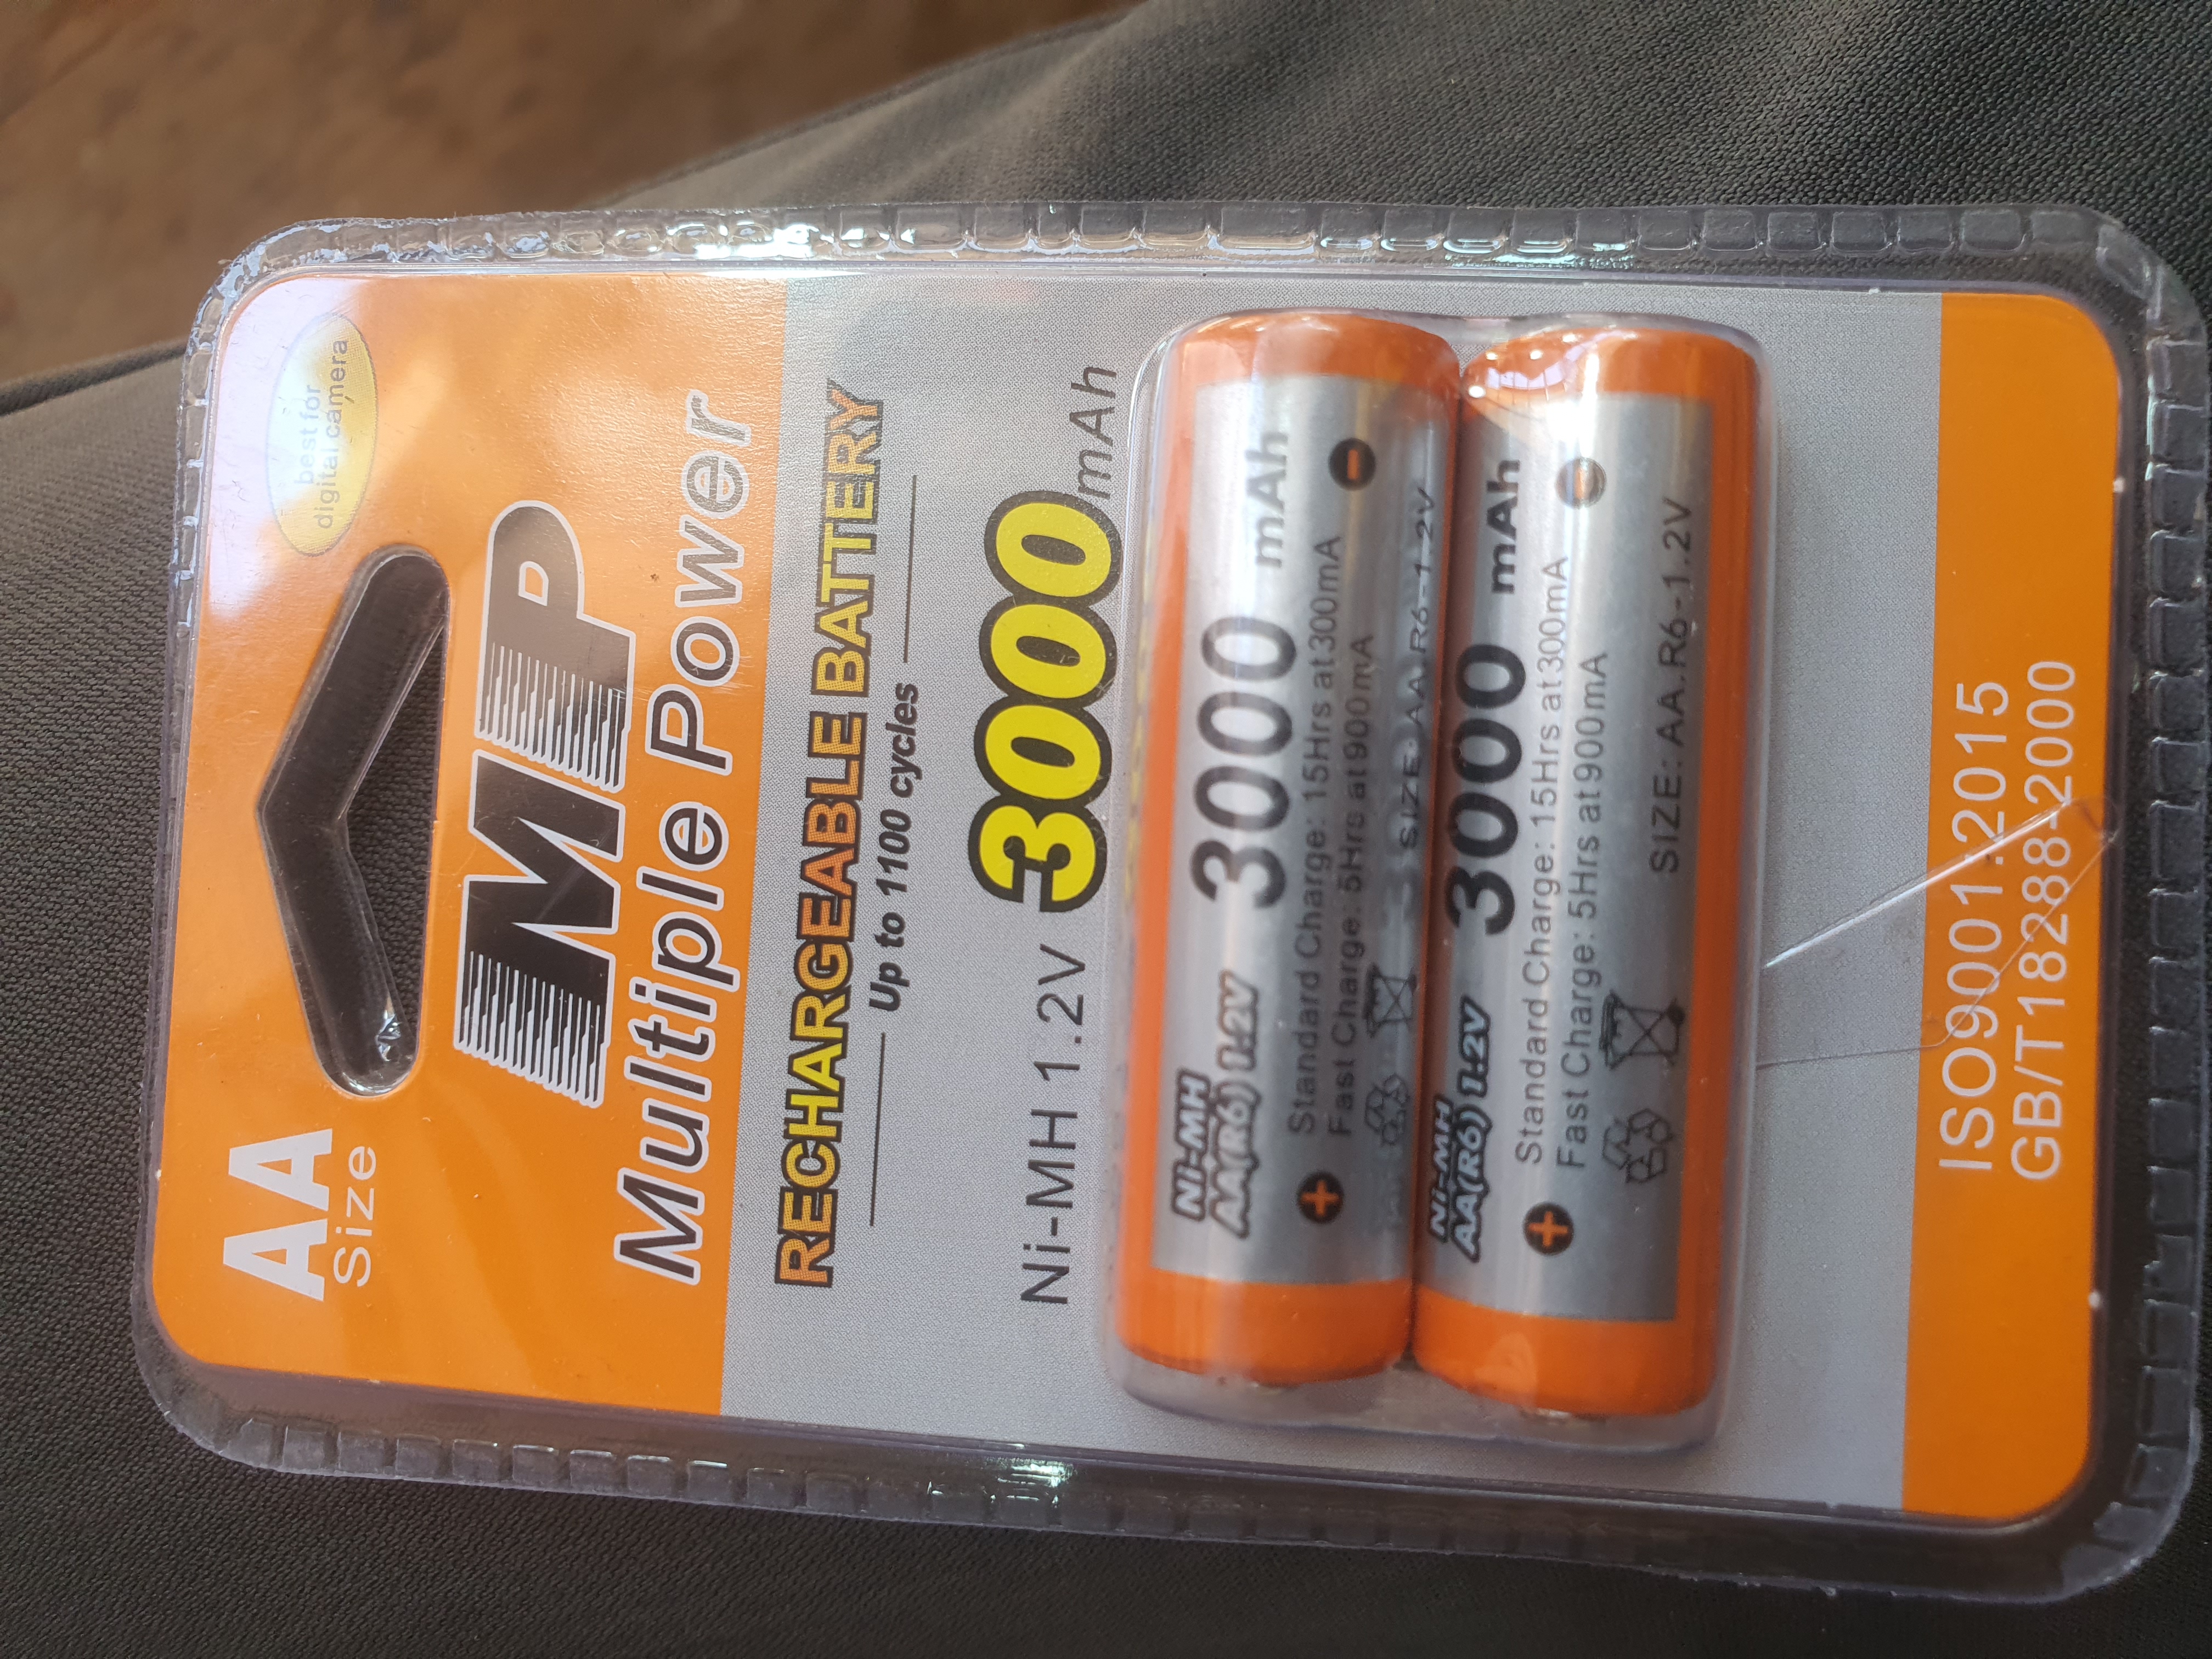 AA
Size
best for
digital camera
MP
Multiple Power
RECHARGEABLE BATTERY
Up to 1100 cycles
Ni-MH 1.2V 3000mAh
Ni-MH
AA(R6) 1.2V 3000 mAh
Standard Charge: 15Hrs at 300mA
Fast Charge: 5Hrs at 900mA
SIZE: AA.R6-1.2V
Ni-MH
AA(R6) 1.2V 3000 mAh
Standard Charge: 15Hrs at 300mA
Fast Charge: 5Hrs at 900mA
SIZE: AA.R6-1.2V
ISO9001:2015
GB/T18288-2000